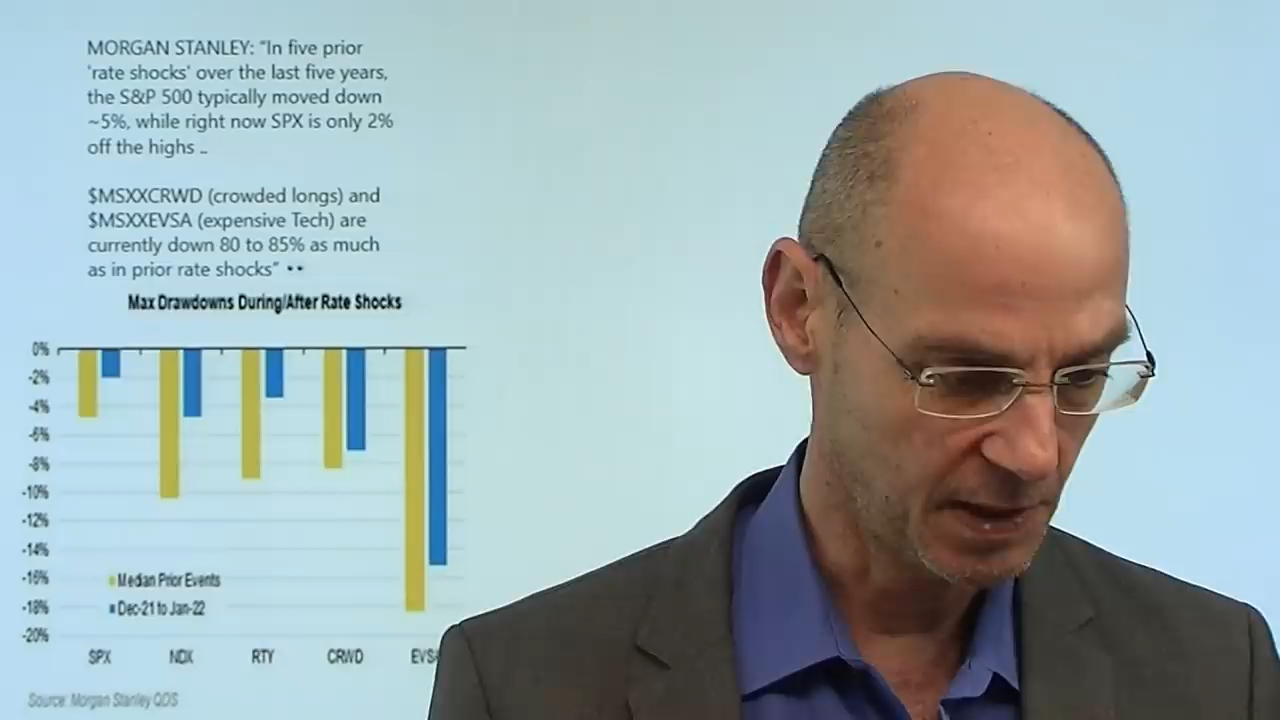 MORGAN STANLEY: "In five prior
'rate shocks' over the last five years,
the S&P 500 typically moved down
~5%, while right now SPX is only 2%
off the highs ..
$MSXXCRWD (crowded longs) and
$MSXXEVSA (expensive Tech) are
currently down 80 to 85% as much
as in prior rate shocks" ••
Max Drawdowns During/After Rate Shocks
0%
-2%
-4%
-6%
-8%
-10%
-12%
-14%
-16%
-18%
-20%
Median Prior Events
Dec-21 to Jan-22
SPX NDX RTY CRWD EVS
Source: Morgan Stanley QDS